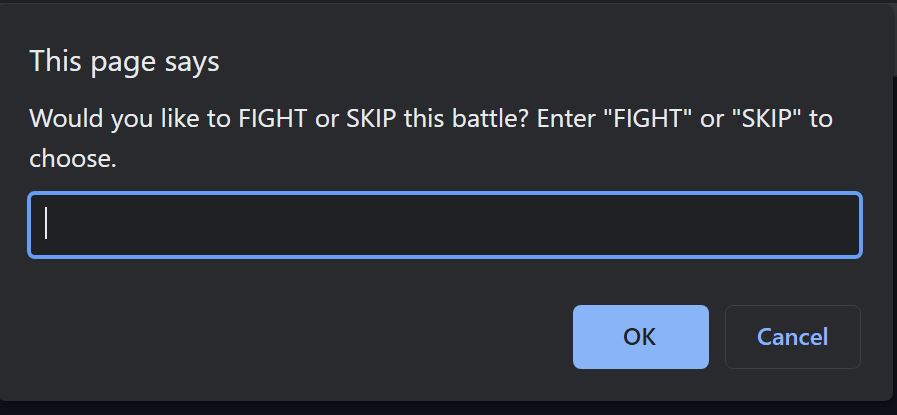 This page says
Would you like to FIGHT or SKIP this battle? Enter "FIGHT" or "SKIP" to
choose.
OK
Cancel